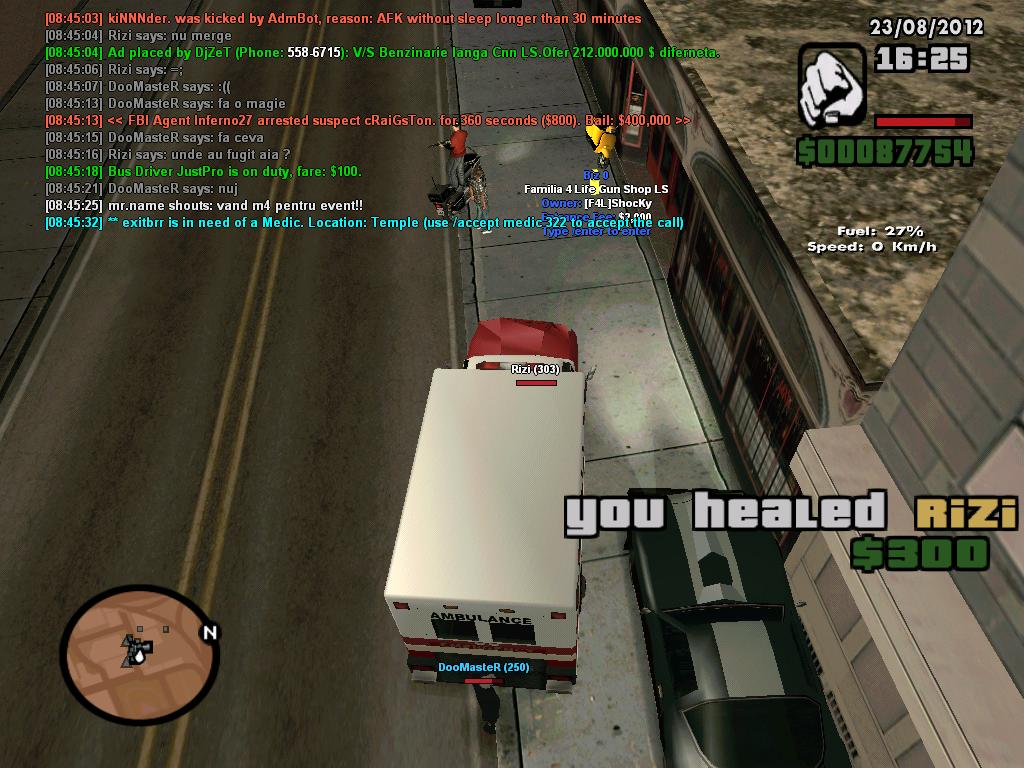 [08:45:03] kiNNNder. was kicked by AdmBot, reason: AFK without sleep longer than 30 minutes
[08:45:04] Rizi says: nu merge
[08:45:04] Ad placed by DjZeT (Phone: 558-6715): V/S Benzinarie langa Cnn LS.Ofer 212.000.000 $ diferneta.
[08:45:06] Rizi says: =;
[08:45:07] DooMasteR says: :((
[08:45:13] DooMasteR says: fa o magie
[08:45:13] << FBI Agent Inferno27 arrested suspect cRaiGsTon. for 360 seconds ($800). Bail: $400,000 >>
[08:45:15] DooMasteR says: fa ceva
[08:45:16] Rizi says: unde au fugit aia ?
[08:45:18] Bus Driver JustPro is on duty, fare: $100.
[08:45:21] DooMasteR says: nuj
[08:45:25] mr.name shouts: vand m4 pentru event!!
[08:45:32] ** exitbrr is in need of a Medic. Location: Temple (use /accept medic 322 to accept the call)
23/08/2012
16:25
$00087754
Biz 0
Familia 4 Life Gun Shop LS
Owner: [F4L]ShocKy
Entrance Fee: $2,000
Type /enter to enter
Fuel: 27%
Speed: 0 Km/h
Rizi (303)
you healed Rizi
$300
AMBULANCE
DooMasteR (250)
N